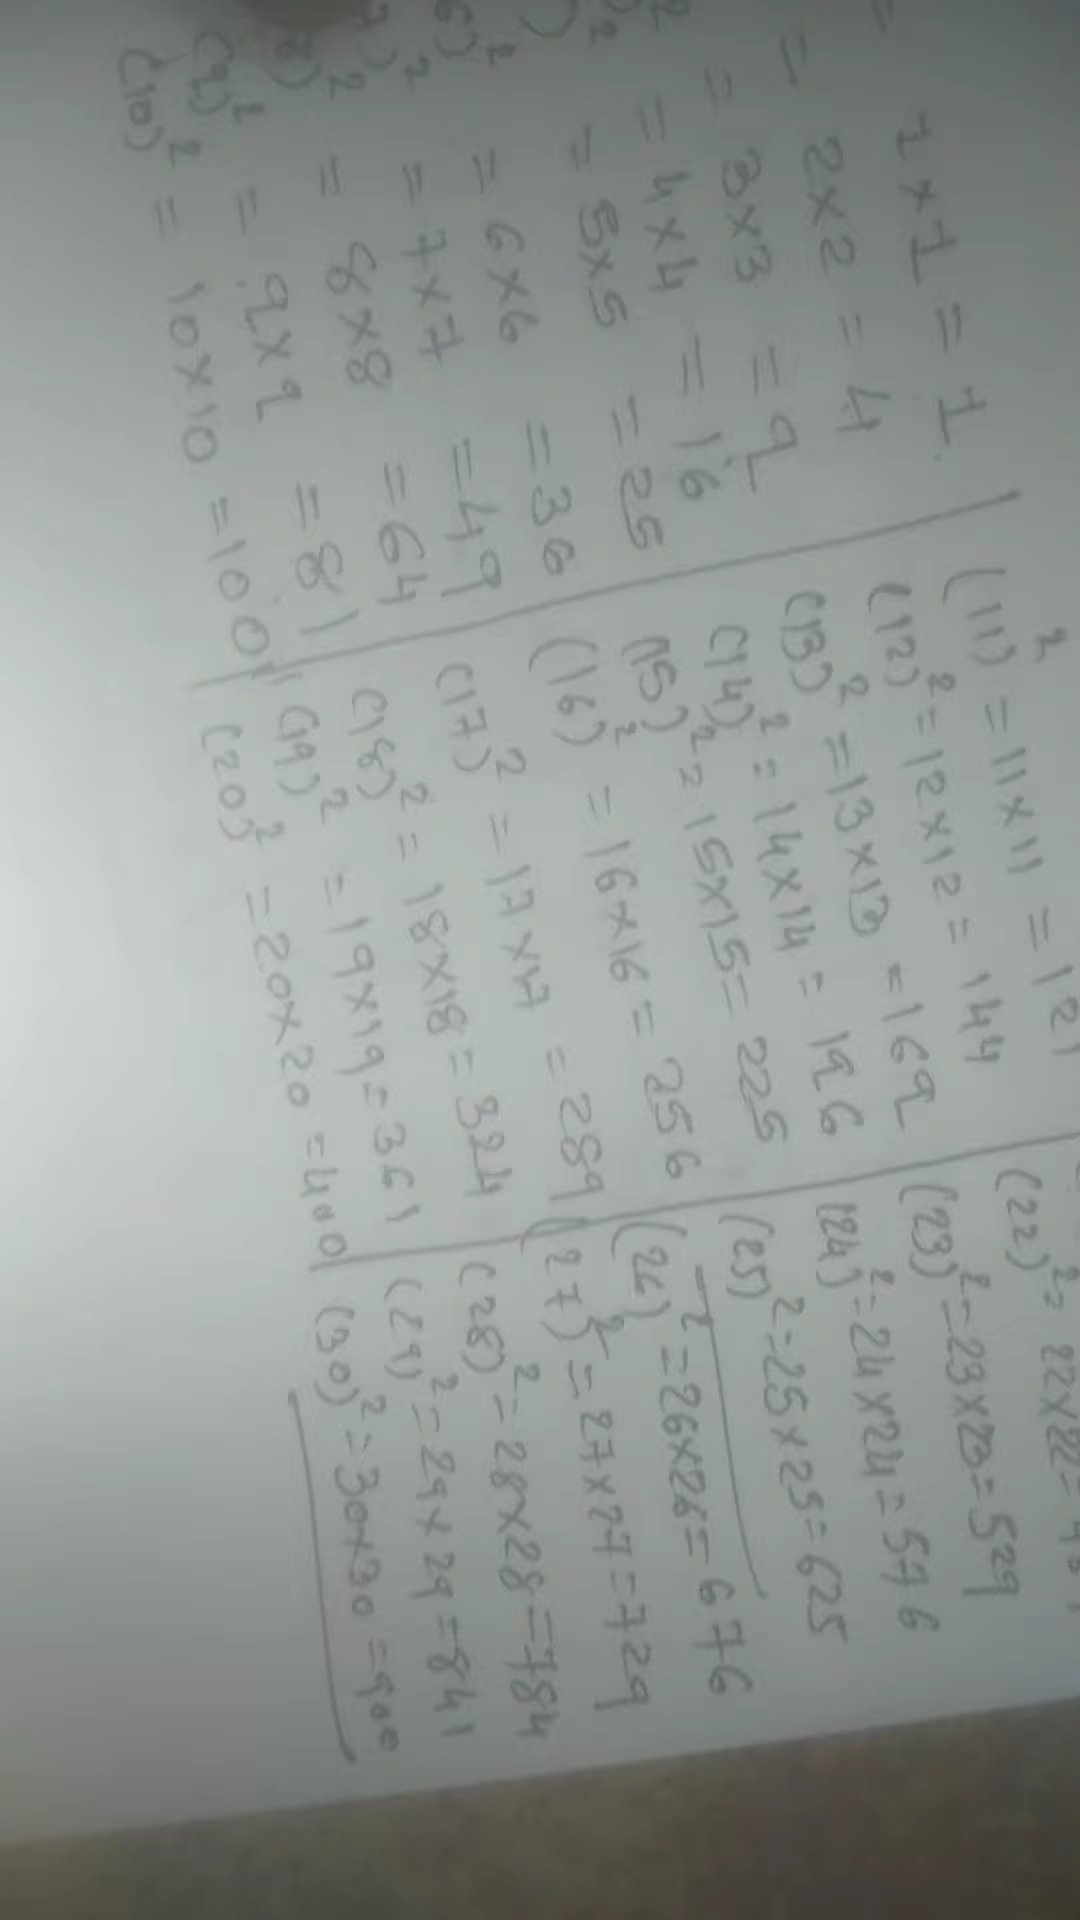 = 1×1 = 1
= 2×2 = 4
= 3×3 = 9
2 = 4×4 = 16
)2 = 5×5 = 25
6)2 = 6×6 = 36
7)2 = 7×7 = 49
8)2 = 8×8 = 64
(9)2 = 9×9 = 81
(10)2 = 10×10 = 100
(11)2 = 11×11 = 121
(12)2 = 12×12 = 144
(13)2 = 13×13 = 169
(14)2 = 14×14 = 196
(15)2 = 15×15 = 225
(16)2 = 16×16 = 256
(17)2 = 17×17 = 289
(18)2 = 18×18 = 324
(19)2 = 19×19 = 361
(20)2 = 20×20 = 400
(22)2 = 22×22 =
(23)2 = 23×23 = 529
(24)2 = 24×24 = 576
(25)2 = 25×25 = 625
(26)2 = 26×26 = 676
(27)2 = 27×27 = 729
(28)2 = 28×28 = 784
(29)2 = 29×29 = 841
(30)2 = 30×30 = 900